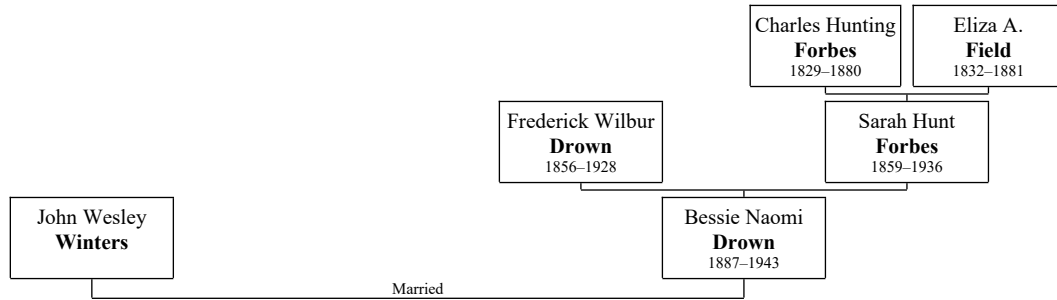 Charles Hunting
Forbes
1829–1880
Eliza A.
Field
1832–1881
Frederick Wilbur
Drown
1856–1928
Sarah Hunt
Forbes
1859–1936
John Wesley
Winters
Bessie Naomi
Drown
1887–1943
Married